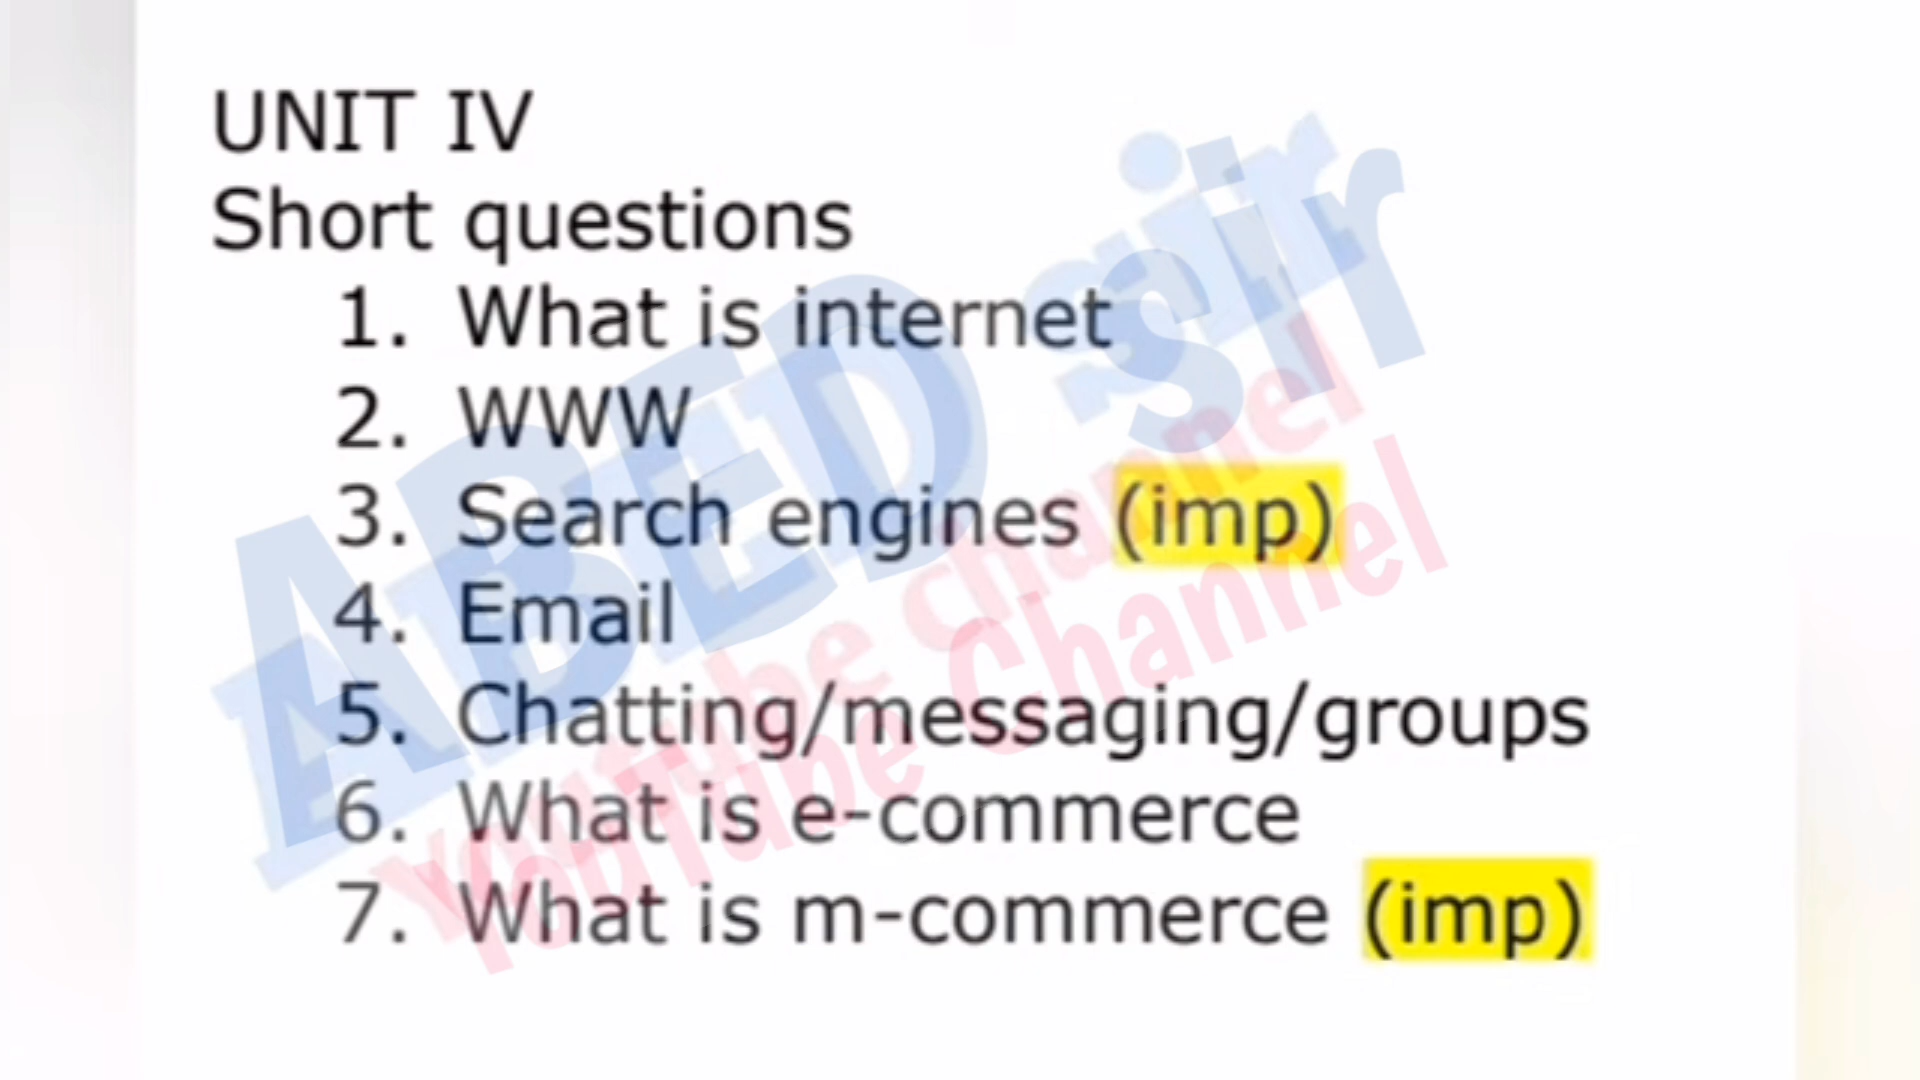 UNIT IV
Short questions
1. What is internet
2. WWW
3. Search engines (imp)
4. Email
5. Chatting/messaging/groups
6. What is e-commerce
7. What is m-commerce (imp)
ABED sir
YouTube Channel